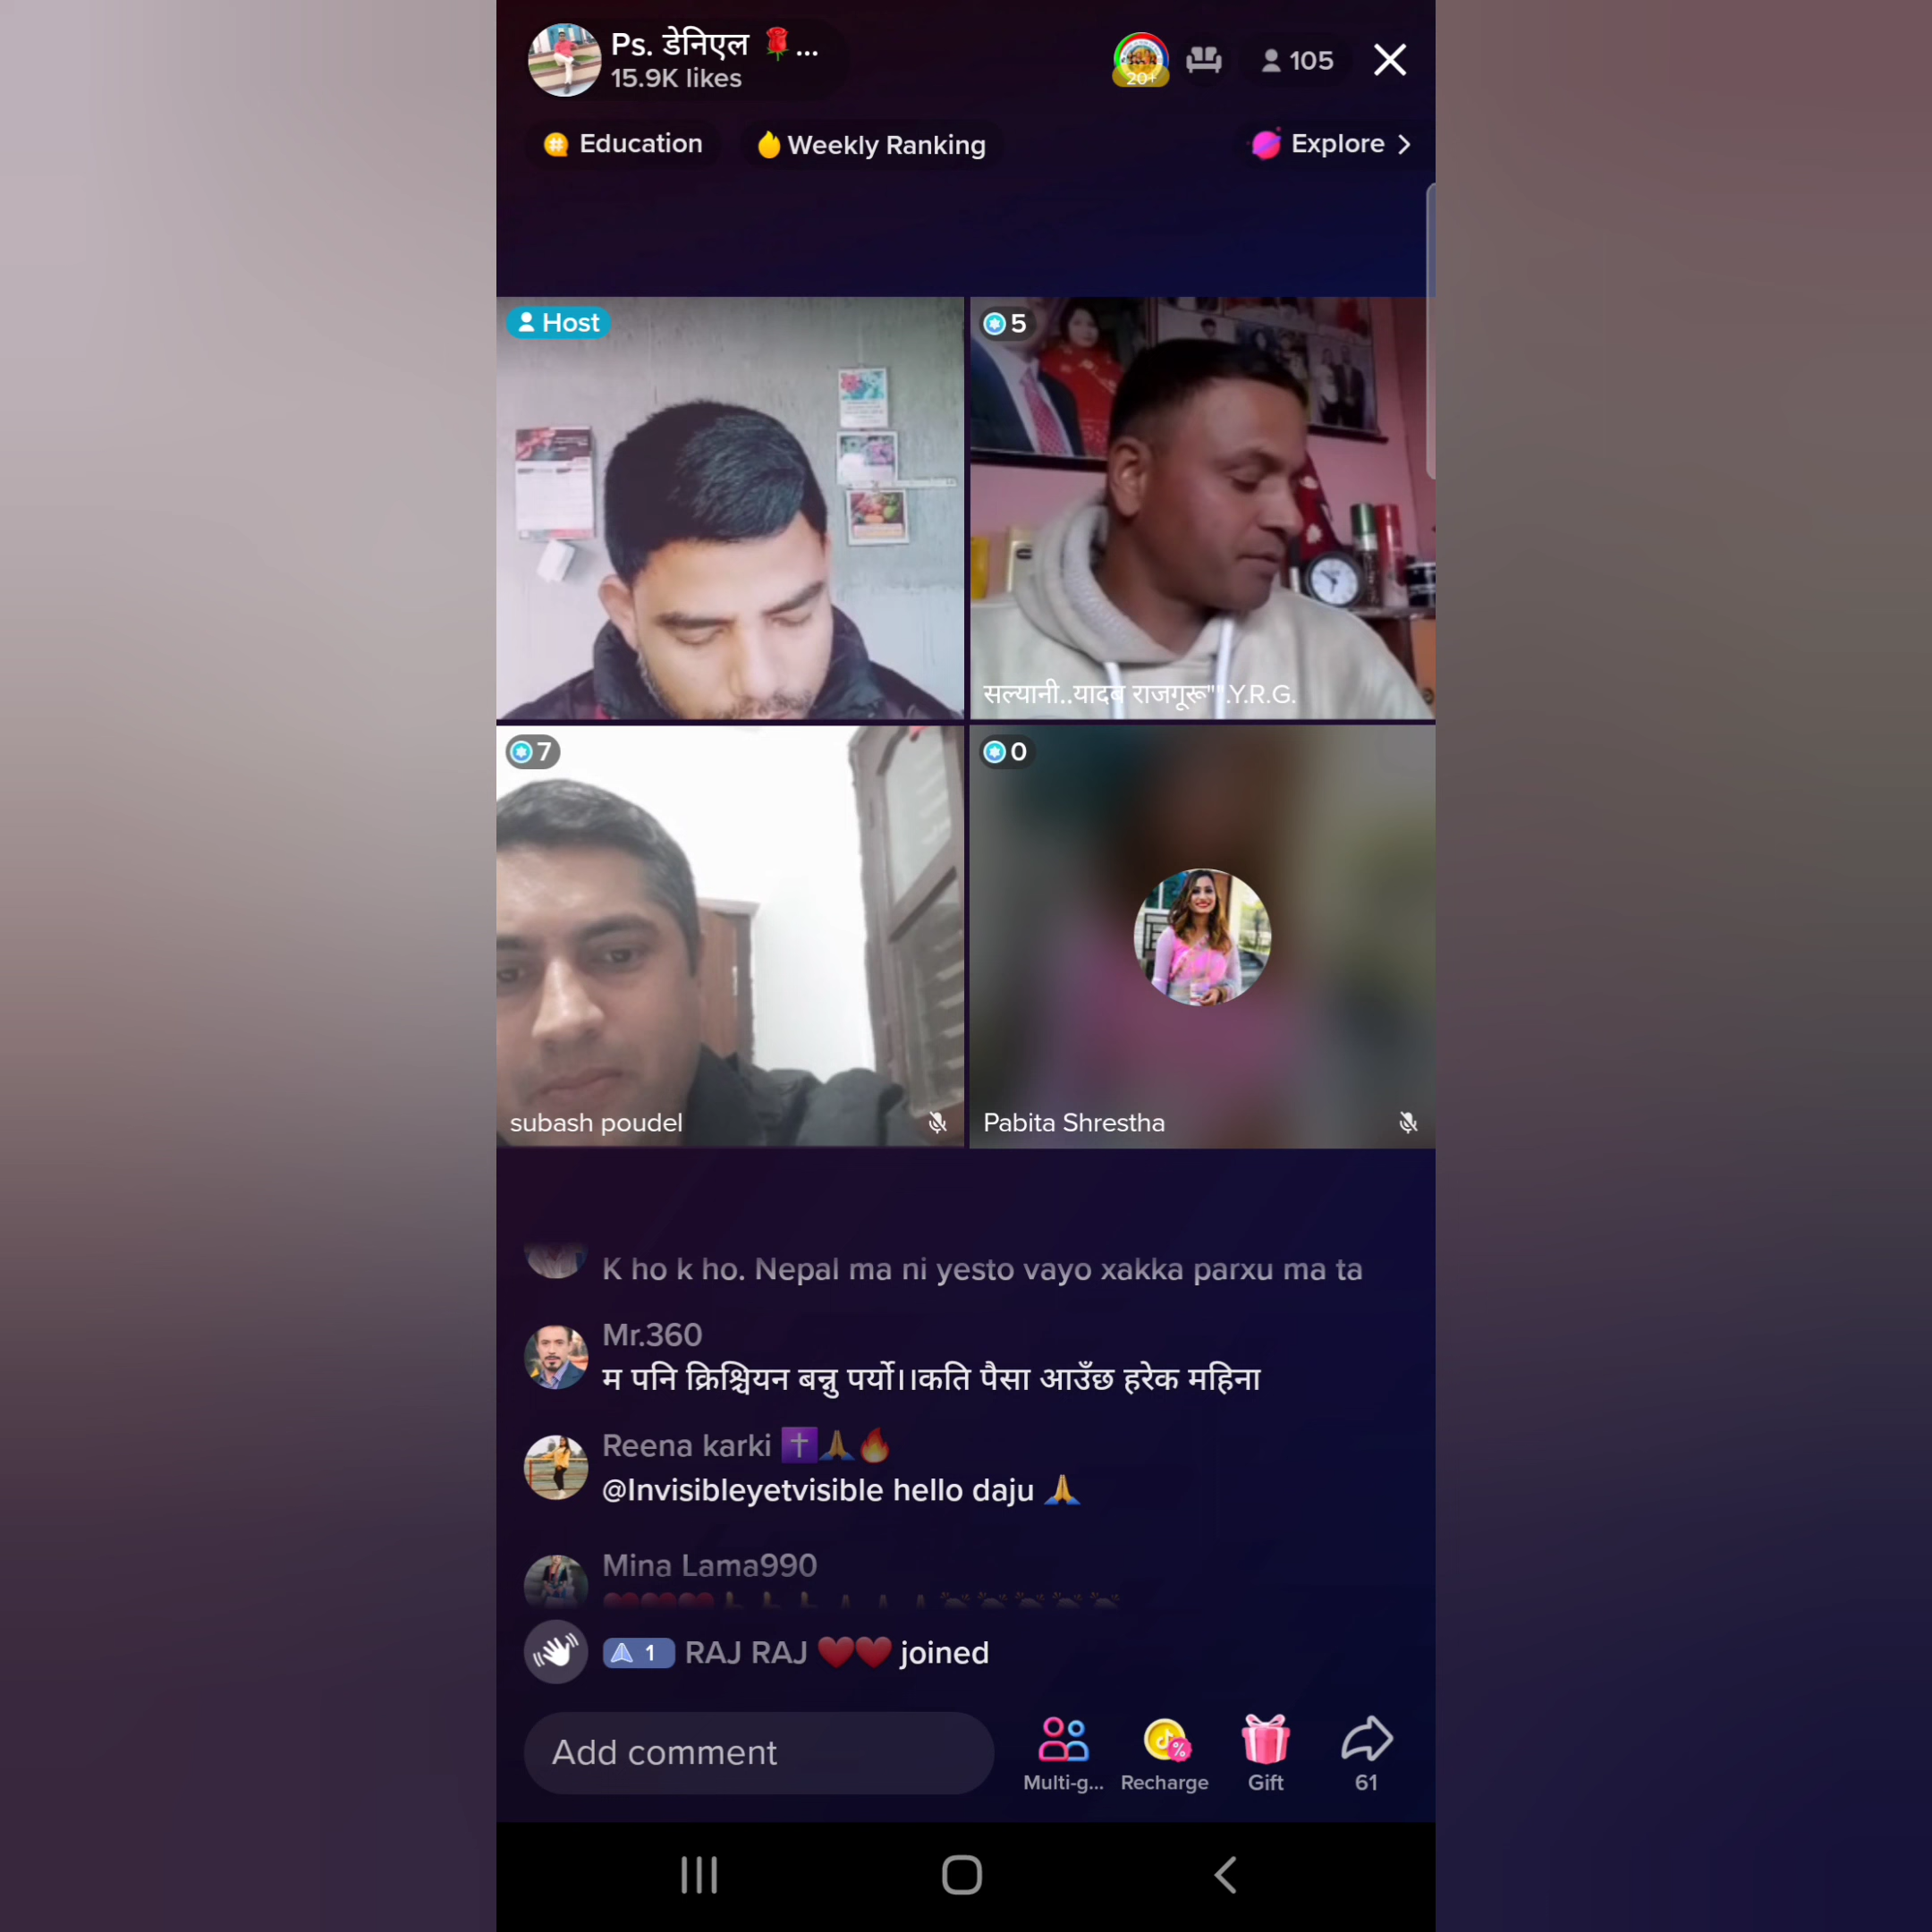 Ps. डेनिएल 🌹...
15.9K likes
20+
105
Education
Weekly Ranking
Explore
Host
5
सल्यानी..यादब राजगूरू"".Y.R.G.
7
0
subash poudel
Pabita Shrestha
K ho k ho. Nepal ma ni yesto vayo xakka parxu ma ta
Mr.360
म पनि क्रिश्चियन बन्नु पर्यो।।कति पैसा आउँछ हरेक महिना
Reena karki ✝️🙏🔥
@Invisibleyetvisible hello daju 🙏
Mina Lama990
1 RAJ RAJ ❤️❤️ joined
Add comment
Multi-g...
Recharge
Gift
61